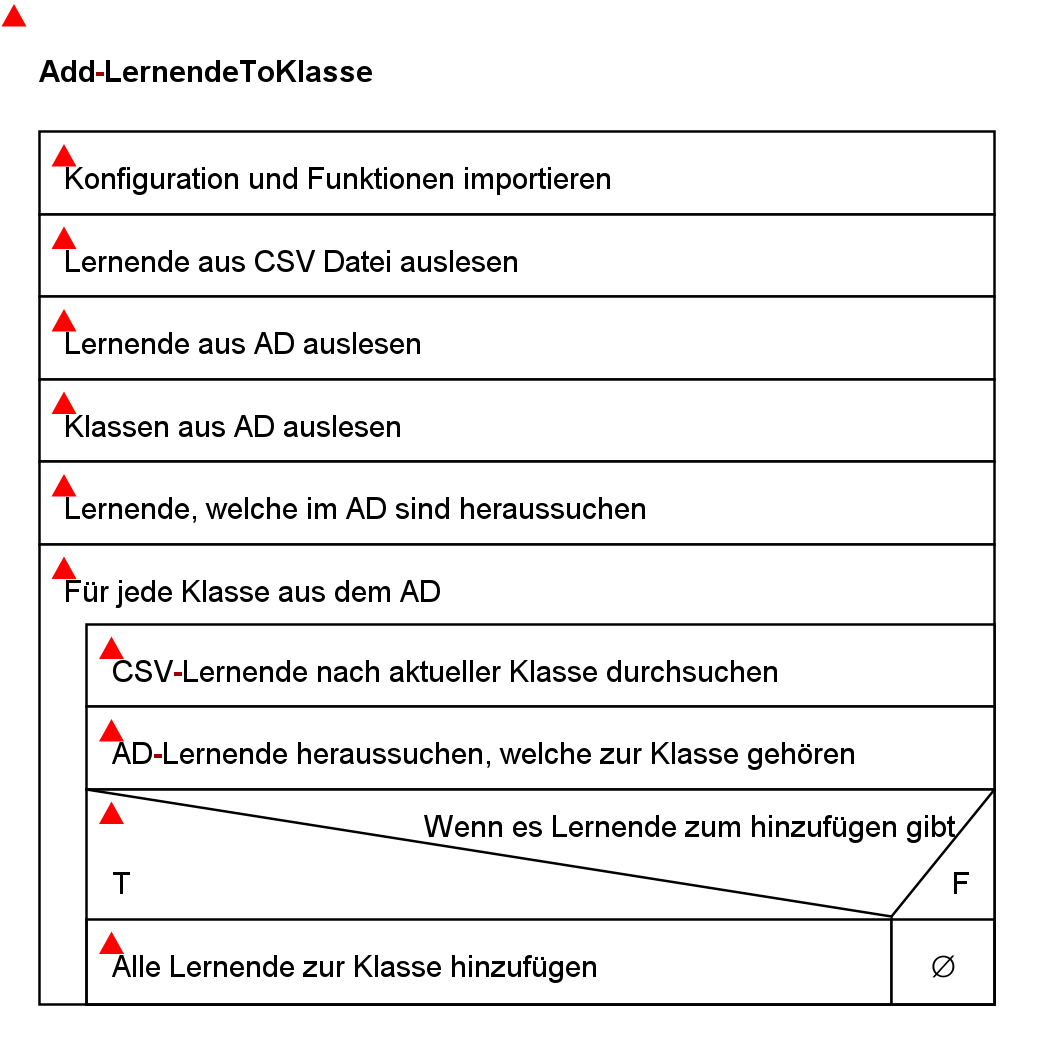 Add-LernendeToKlasse
Konfiguration und Funktionen importieren
Lernende aus CSV Datei auslesen
Lernende aus AD auslesen
Klassen aus AD auslesen
Lernende, welche im AD sind heraussuchen
Für jede Klasse aus dem AD
CSV-Lernende nach aktueller Klasse durchsuchen
AD-Lernende heraussuchen, welche zur Klasse gehören
Wenn es Lernende zum hinzufügen gibt
T
F
Alle Lernende zur Klasse hinzufügen
∅